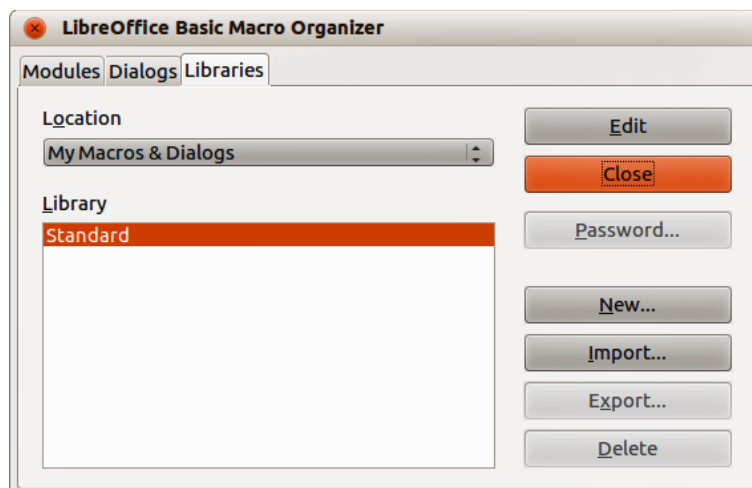 LibreOffice Basic Macro Organizer
Modules Dialogs Libraries
Location
My Macros & Dialogs
Library
Standard
Edit
Close
Password...
New...
Import...
Export...
Delete